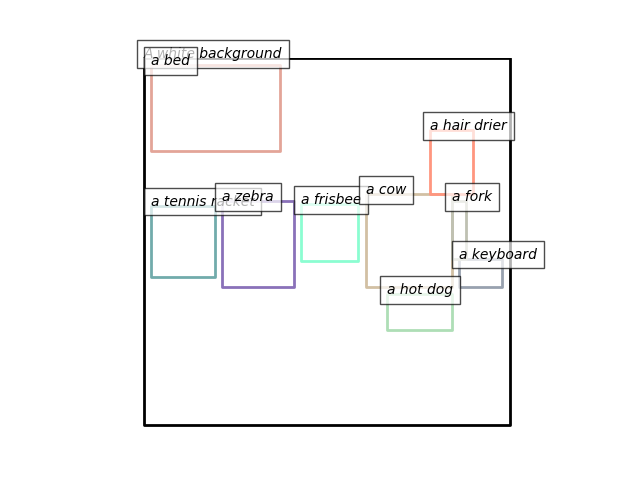 A white background
a bed
a hair drier
a tennis racket
a zebra
a frisbee
a cow
a fork
a keyboard
a hot dog